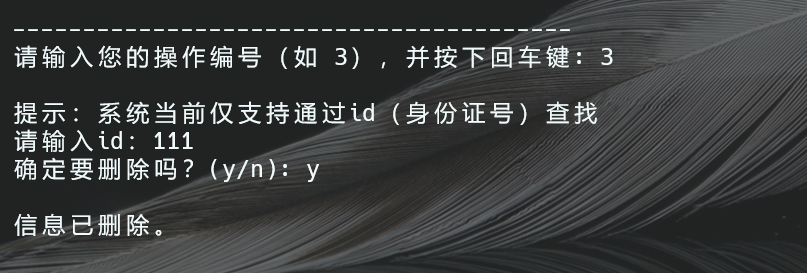 ----------------------------------------
请输入您的操作编号 (如 3) ,并按下回车键: 3
提示: 系统当前仅支持通过id (身份证号) 查找
请输入id: 111
确定要删除吗? (y/n): y
信息已删除。